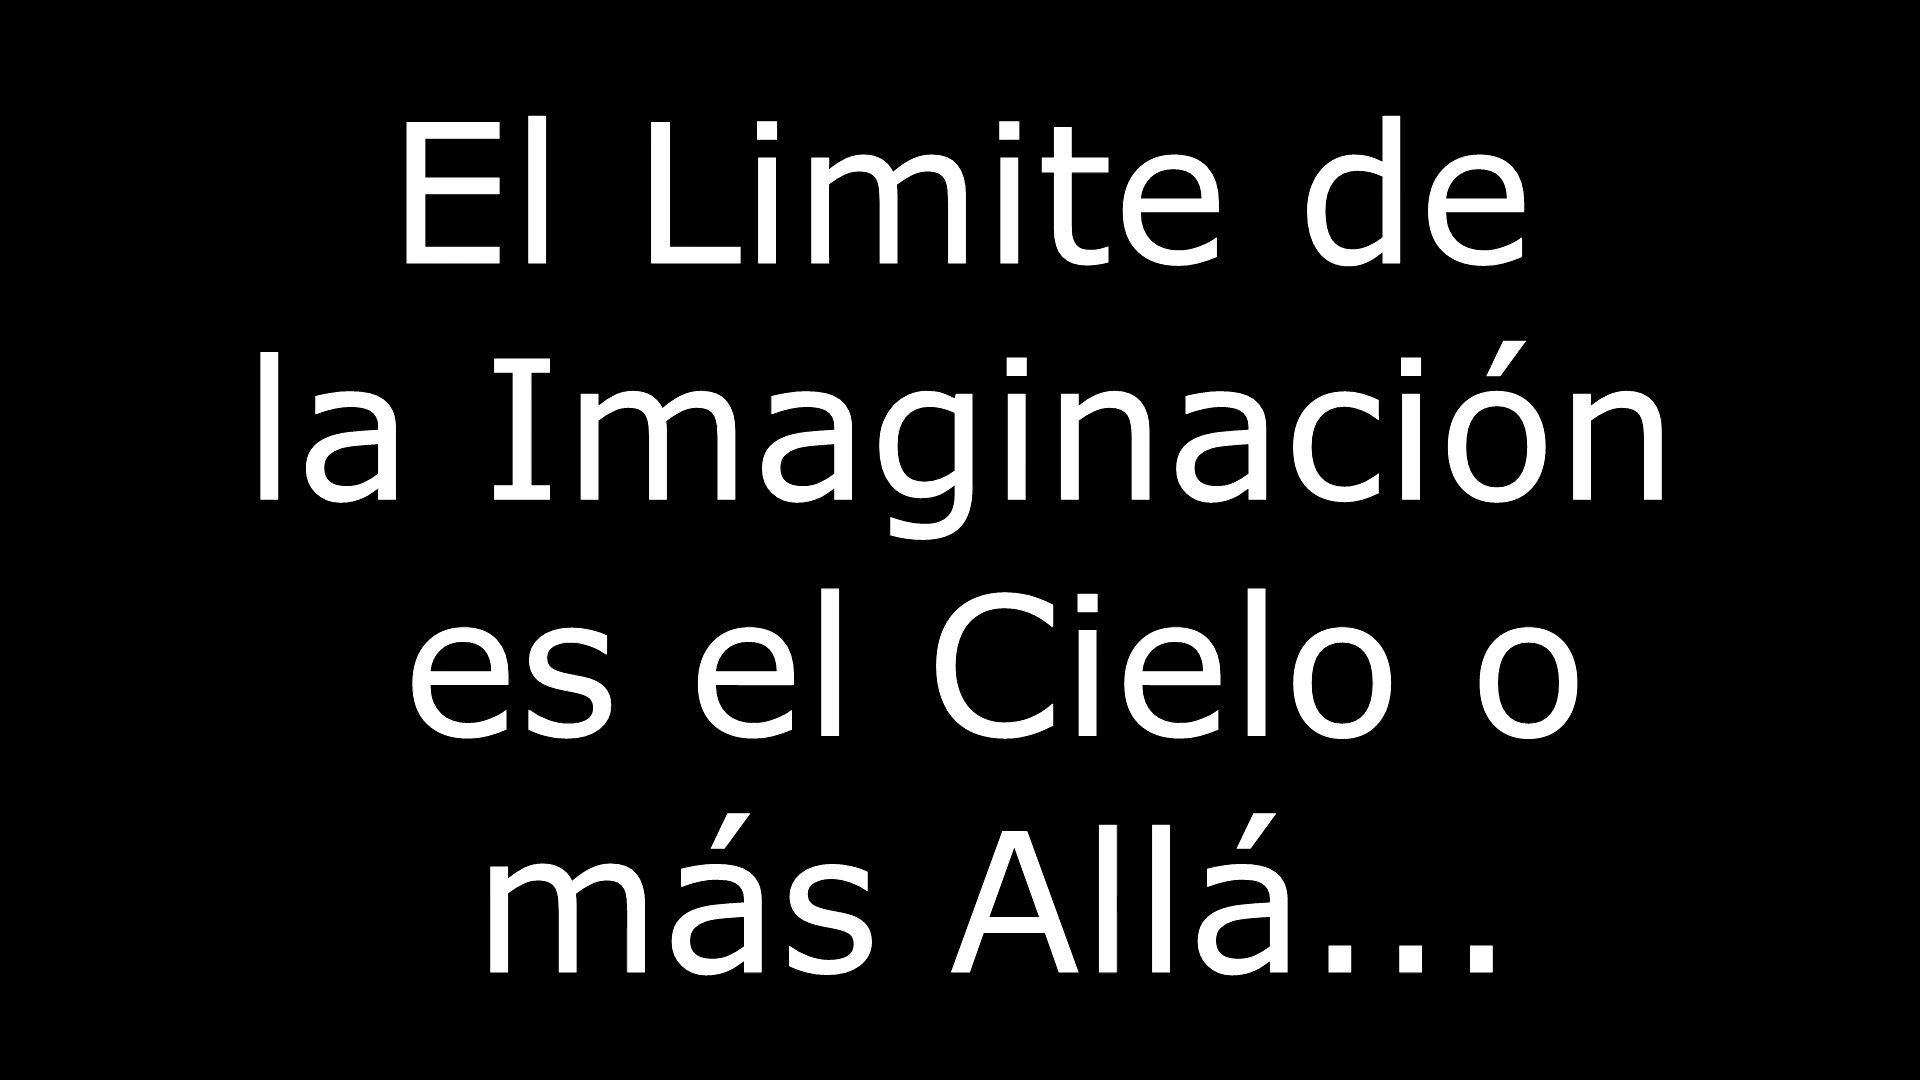 El Limite de
la Imaginación
es el Cielo o
más Allá...